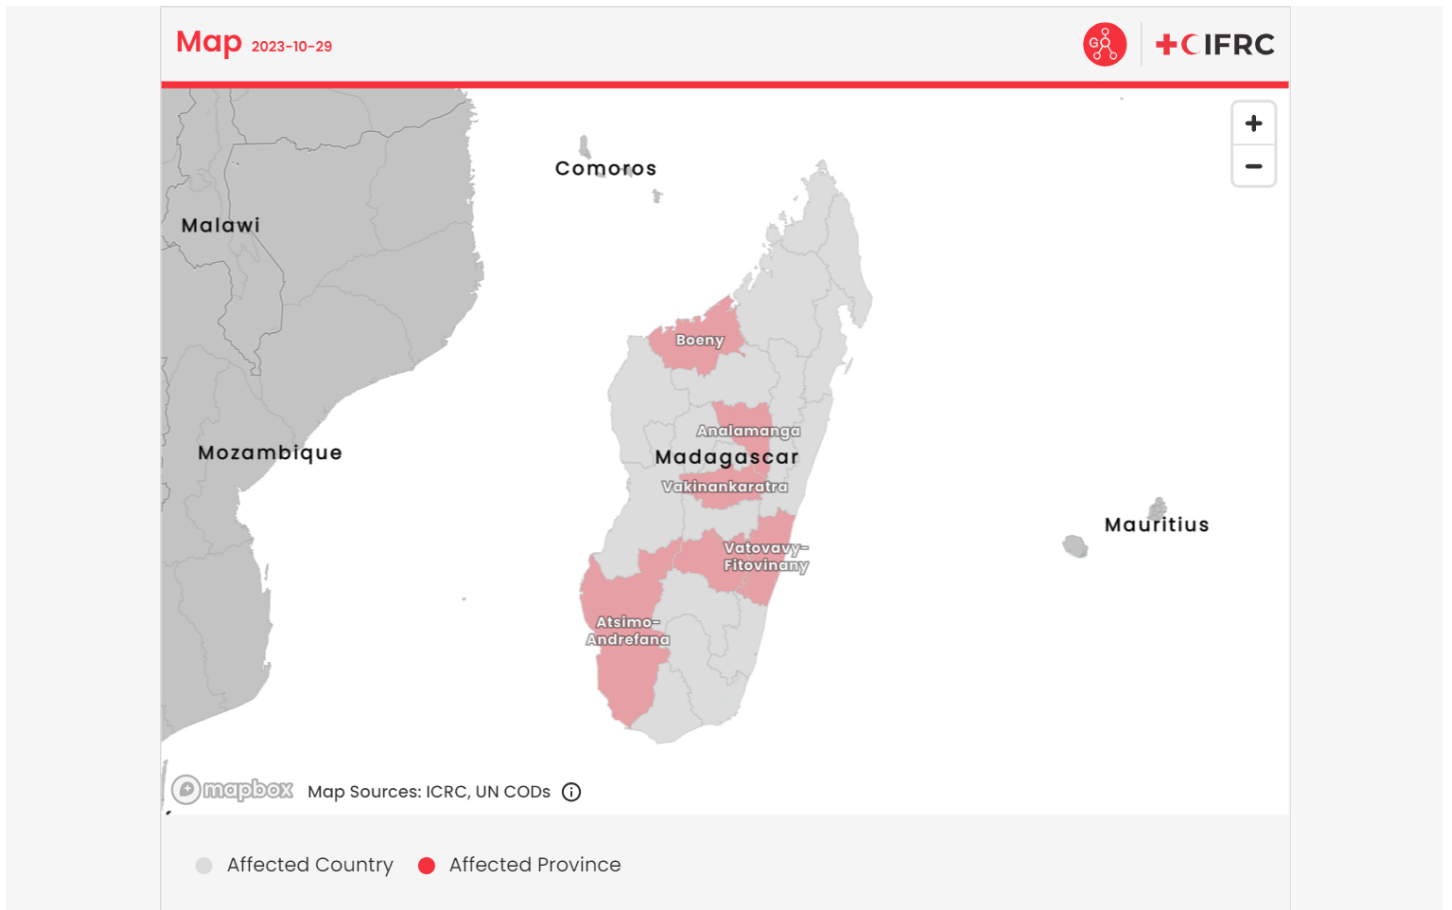 Map 2023-10-29
GO
IFRC
+
−
Comoros
Malawi
Boeny
Analamanga
Mozambique
Madagascar
Vakinankaratra
Mauritius
Vatovavy-
Fitovinany
Atsimo-
Andrefana
mapbox
Map Sources: ICRC, UN CODs
Affected Country
Affected Province